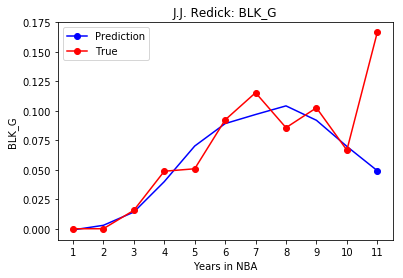 J.J. Redick: BLK_G
Prediction
True
0.175
0.150
0.125
0.100
0.075
0.050
0.025
0.000
BLK_G
1 2 3 4 5 6 7 8 9 10 11
Years in NBA